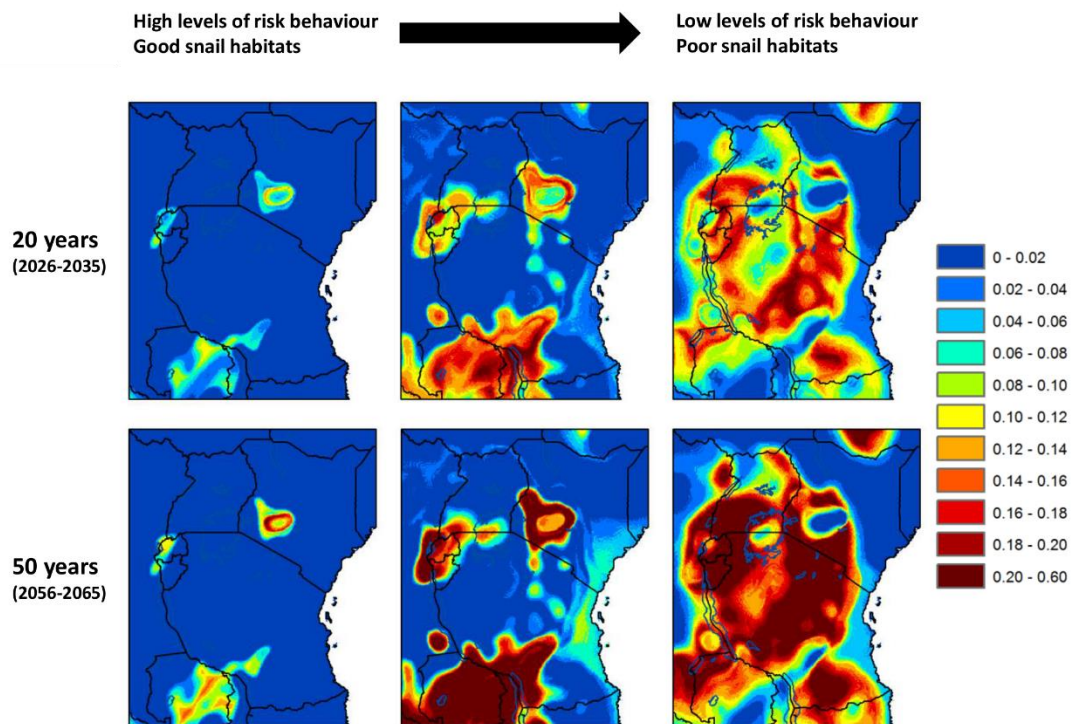 High levels of risk behaviour
Good snail habitats
Low levels of risk behaviour
Poor snail habitats
20 years
(2026-2035)
50 years
(2056-2065)
0 - 0.02
0.02 - 0.04
0.04 - 0.06
0.06 - 0.08
0.08 - 0.10
0.10 - 0.12
0.12 - 0.14
0.14 - 0.16
0.16 - 0.18
0.18 - 0.20
0.20 - 0.60